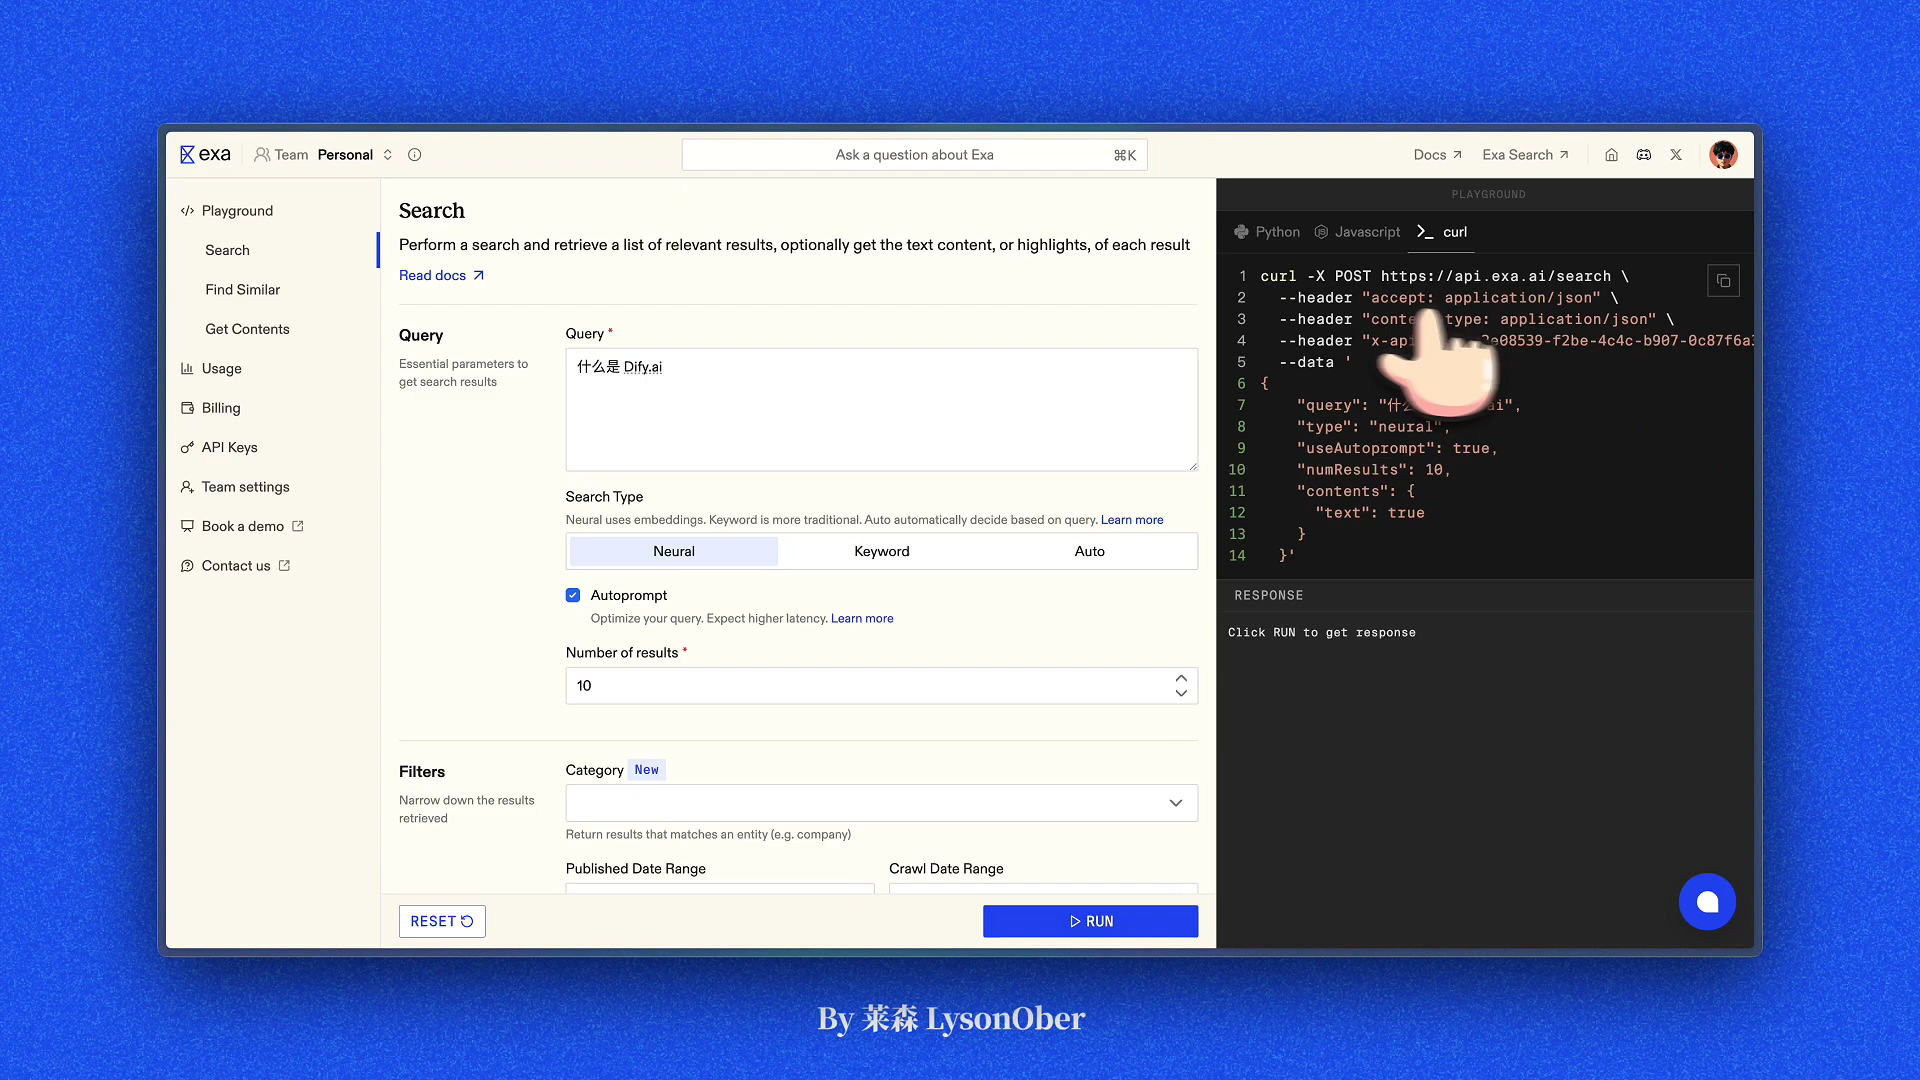 exa
Team Personal
Ask a question about Exa
⌘K
Docs
Exa Search
Playground
Search
Find Similar
Get Contents
Usage
Billing
API Keys
Team settings
Book a demo
Contact us
Search
Perform a search and retrieve a list of relevant results, optionally get the text content, or highlights, of each result
Read docs
Query
Essential parameters to
get search results
Query *
什么是 Dify.ai
Search Type
Neural uses embeddings. Keyword is more traditional. Auto automatically decide based on query. Learn more
Neural Keyword Auto
Autoprompt
Optimize your query. Expect higher latency. Learn more
Number of results *
10
Filters
Narrow down the results
retrieved
Category New
Return results that matches an entity (e.g. company)
Published Date Range
Crawl Date Range
RESET
RUN
PLAYGROUND
Python Javascript curl
1 curl -X POST https://api.exa.ai/search \
2 --header "accept: application/json" \
3 --header "conte type: application/json" \
4 --header "x-api e08539-f2be-4c4c-b907-0c87f6a
5 --data '
6 {
7 "query": "什么 ai",
8 "type": "neural",
9 "useAutoprompt": true,
10 "numResults": 10,
11 "contents": {
12 "text": true
13 }
14 }'
RESPONSE
Click RUN to get response
By 莱森 LysonOber